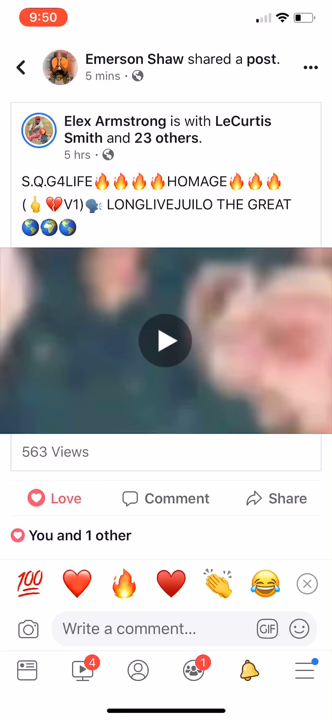 9:50
Emerson Shaw shared a post.
5 mins ·
Elex Armstrong is with LeCurtis
Smith and 23 others.
5 hrs ·
S.Q.G4LIFE🔥🔥🔥🔥HOMAGE🔥🔥🔥
(👆💔V1)🗣 LONGLIVEJUILO THE GREAT
🌎🌍🌎
563 Views
Love Comment Share
You and 1 other
💯 ❤️ 🔥 ♥️ 👏 😂
Write a comment... GIF
4 1